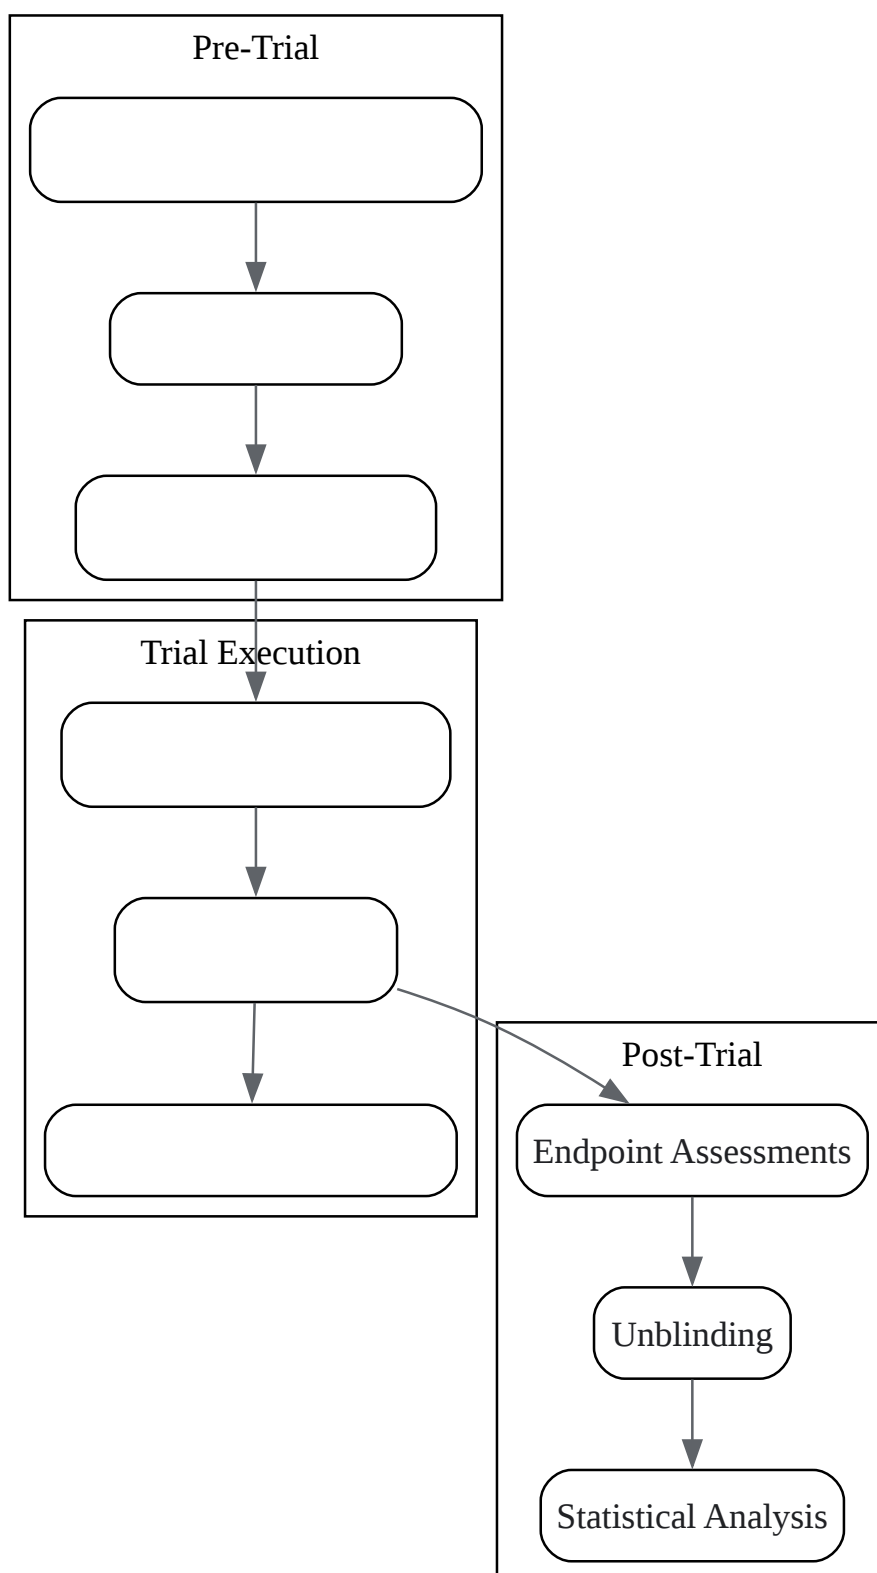 Pre-Trial
Trial Execution
Post-Trial
Endpoint Assessments
Unblinding
Statistical Analysis